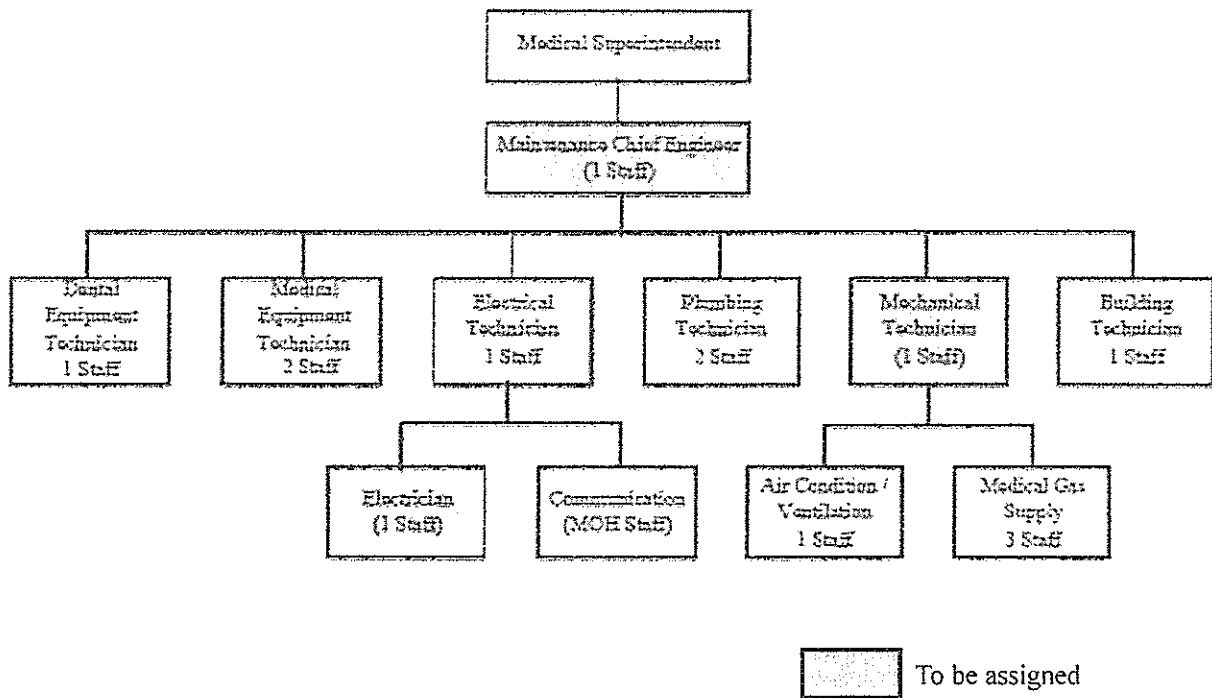 Medical Superintendent
Maintenance Chief Engineer
(1 Staff)
Dental
Equipment
Technician
1 Staff
Medical
Equipment
Technician
2 Staff
Electrical
Technician
1 Staff
Plumbing
Technician
2 Staff
Mechanical
Technician
(1 Staff)
Building
Technician
1 Staff
Electrician
(1 Staff)
Communication
(MOH Staff)
Air Condition /
Ventilation
1 Staff
Medical Gas
Supply
3 Staff
To be assigned